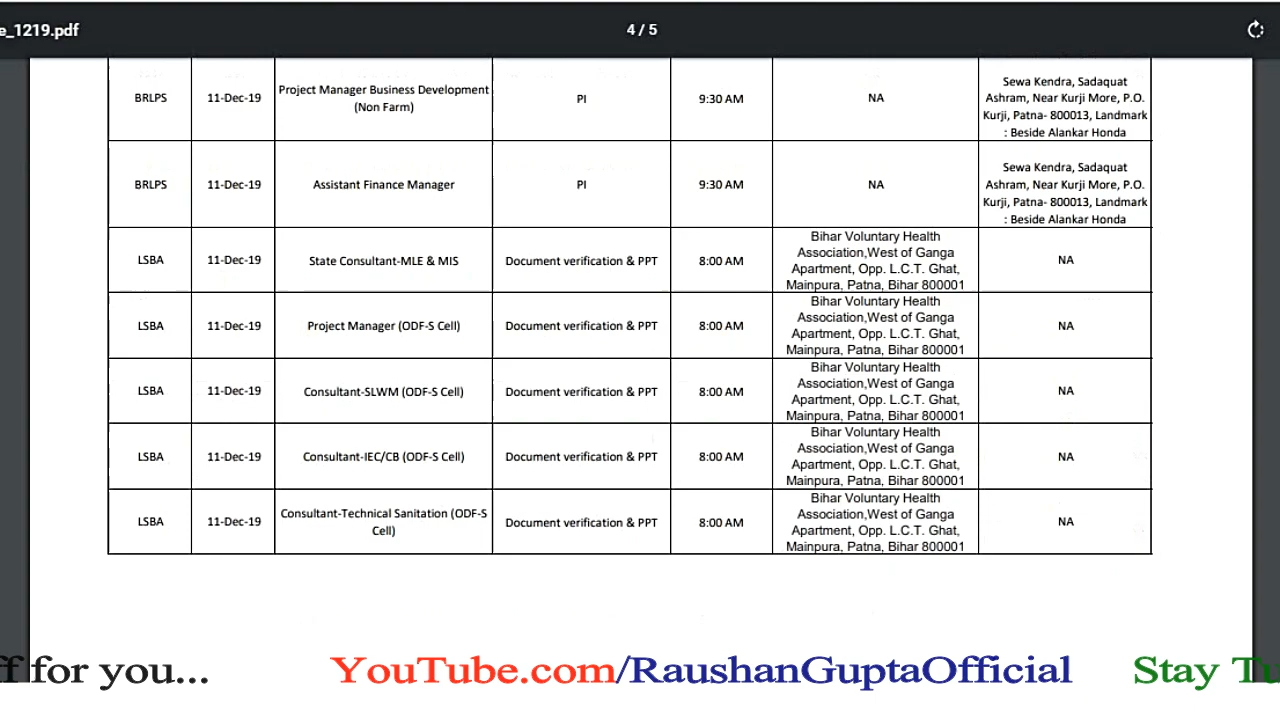 e_1219.pdf
4 / 5
BRLPS
11-Dec-19
Project Manager Business Development
(Non Farm)
PI
9:30 AM
NA
Sewa Kendra, Sadaquat
Ashram, Near Kurji More, P.O.
Kurji, Patna- 800013, Landmark
: Beside Alankar Honda
BRLPS
11-Dec-19
Assistant Finance Manager
PI
9:30 AM
NA
Sewa Kendra, Sadaquat
Ashram, Near Kurji More, P.O.
Kurji, Patna- 800013, Landmark
: Beside Alankar Honda
LSBA
11-Dec-19
State Consultant-MLE & MIS
Document verification & PPT
8:00 AM
Bihar Voluntary Health
Association,West of Ganga
Apartment, Opp. L.C.T. Ghat,
Mainpura, Patna, Bihar 800001
NA
LSBA
11-Dec-19
Project Manager (ODF-S Cell)
Document verification & PPT
8:00 AM
Bihar Voluntary Health
Association,West of Ganga
Apartment, Opp. L.C.T. Ghat,
Mainpura, Patna, Bihar 800001
NA
LSBA
11-Dec-19
Consultant-SLWM (ODF-S Cell)
Document verification & PPT
8:00 AM
Bihar Voluntary Health
Association,West of Ganga
Apartment, Opp. L.C.T. Ghat,
Mainpura, Patna, Bihar 800001
NA
LSBA
11-Dec-19
Consultant-IEC/CB (ODF-S Cell)
Document verification & PPT
8:00 AM
Bihar Voluntary Health
Association,West of Ganga
Apartment, Opp. L.C.T. Ghat,
Mainpura, Patna, Bihar 800001
NA
LSBA
11-Dec-19
Consultant-Technical Sanitation (ODF-S
Cell)
Document verification & PPT
8:00 AM
Bihar Voluntary Health
Association,West of Ganga
Apartment, Opp. L.C.T. Ghat,
Mainpura, Patna, Bihar 800001
NA
for you... YouTube.com/RaushanGuptaOfficial Stay